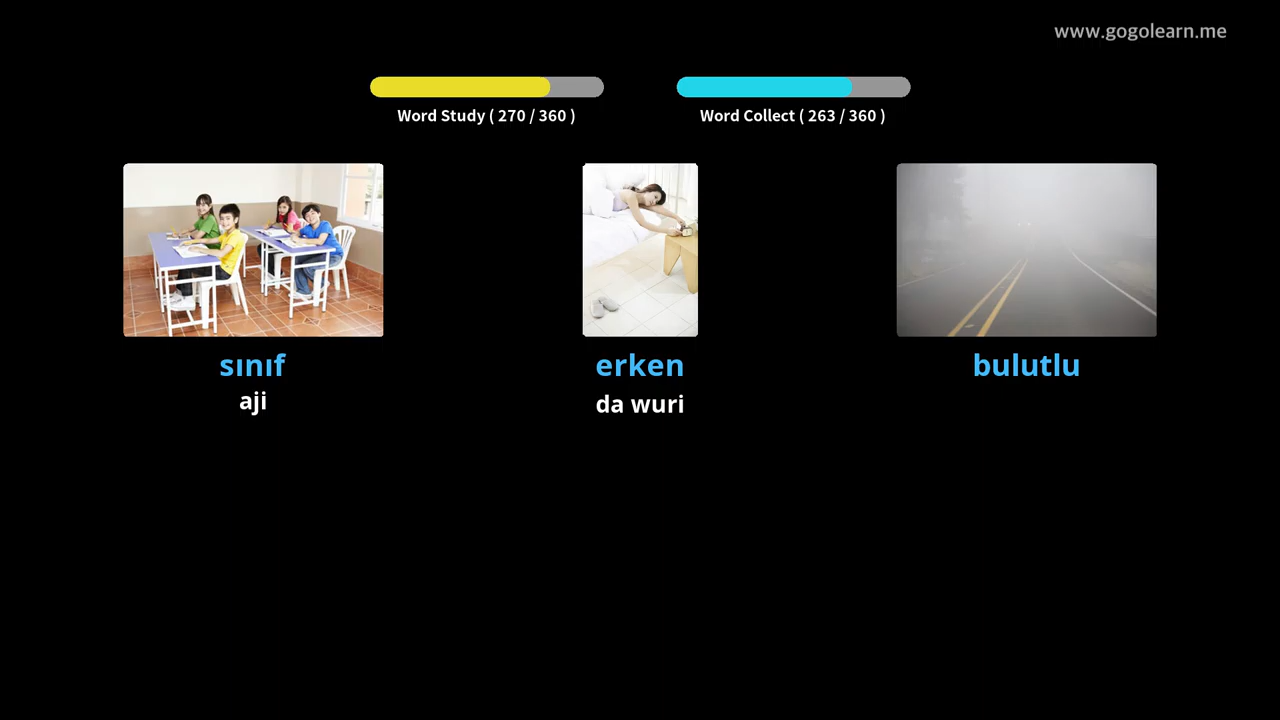 www.gogolearn.me
Word Study ( 270 / 360 )
Word Collect ( 263 / 360 )
sınıf
aji
erken
da wuri
bulutlu